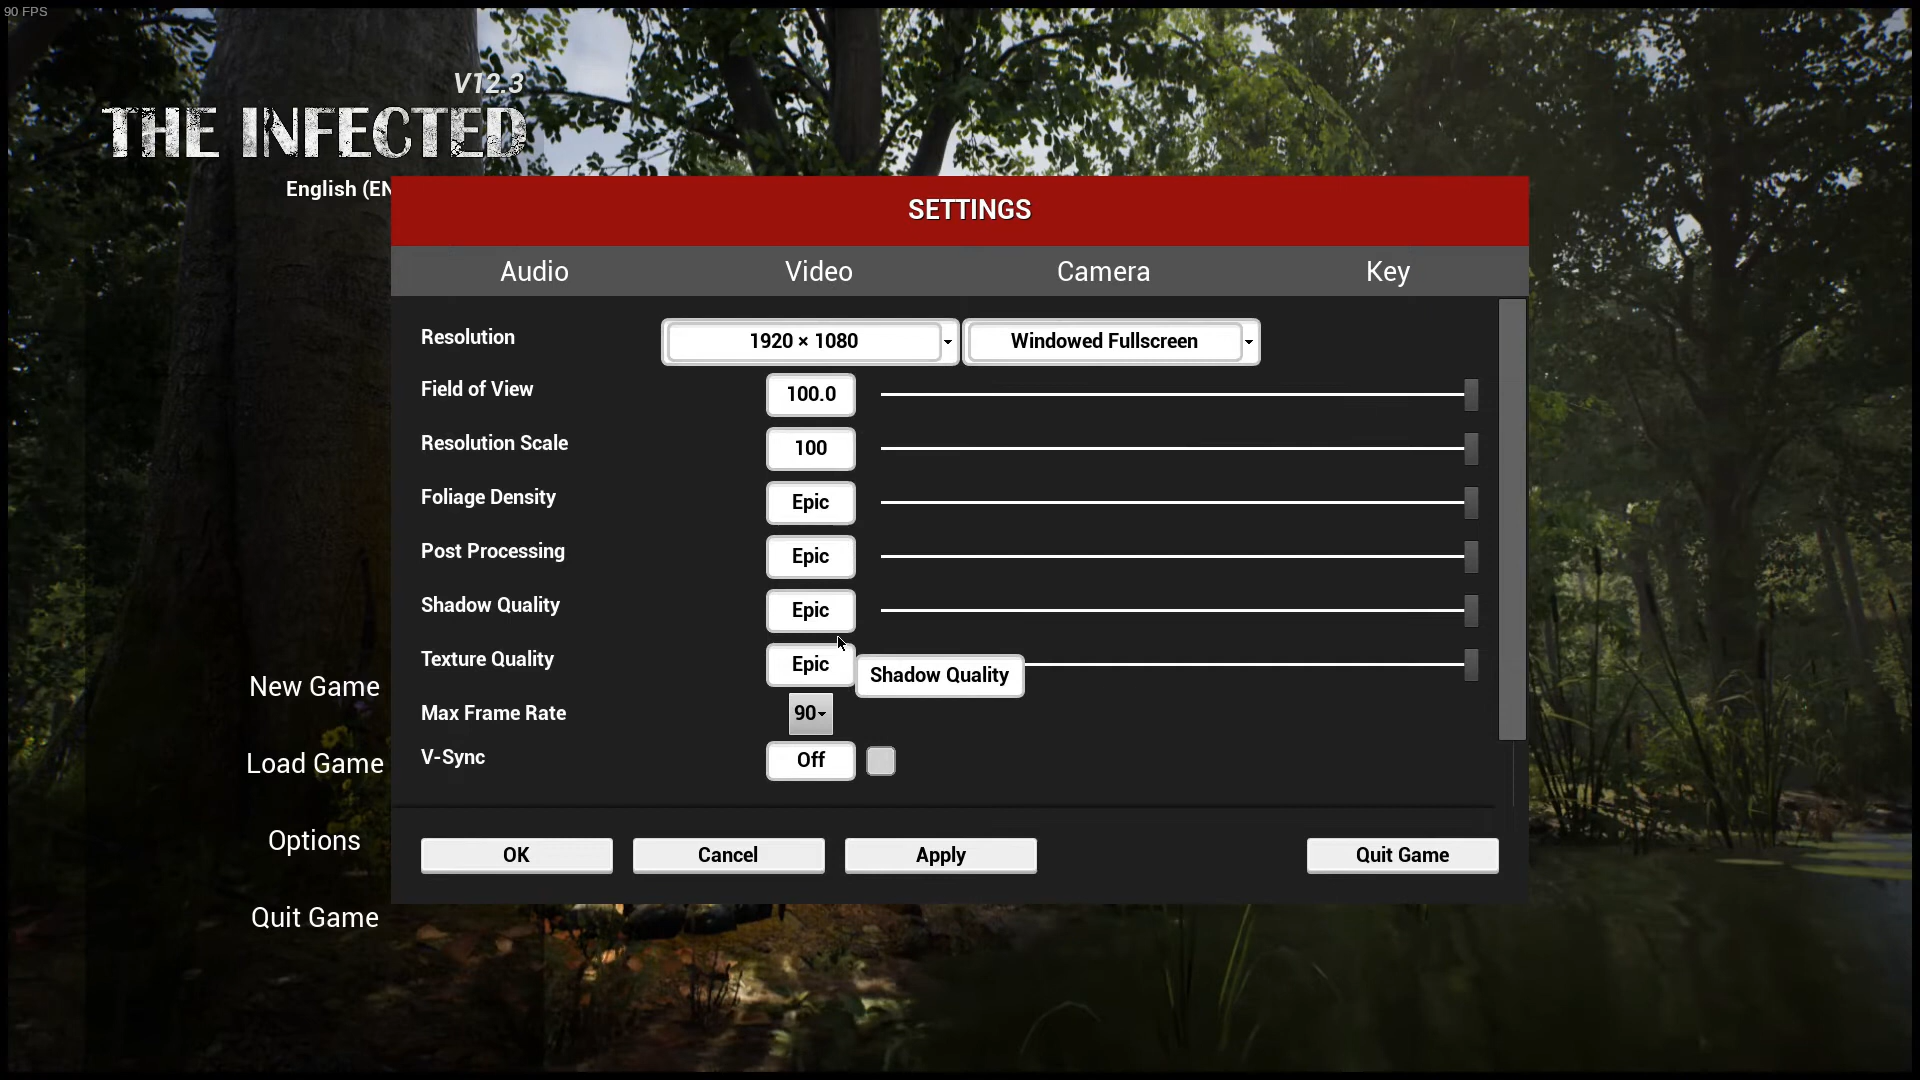 90 FPS
V12.3
THE INFECTED
English (EN
SETTINGS
Audio Video Camera Key
Resolution 1920 × 1080 Windowed Fullscreen
Field of View 100.0
Resolution Scale 100
Foliage Density Epic
Post Processing Epic
Shadow Quality Epic
Texture Quality Epic
Shadow Quality
Max Frame Rate 90
V-Sync Off
New Game
Load Game
Options
Quit Game
OK Cancel Apply Quit Game